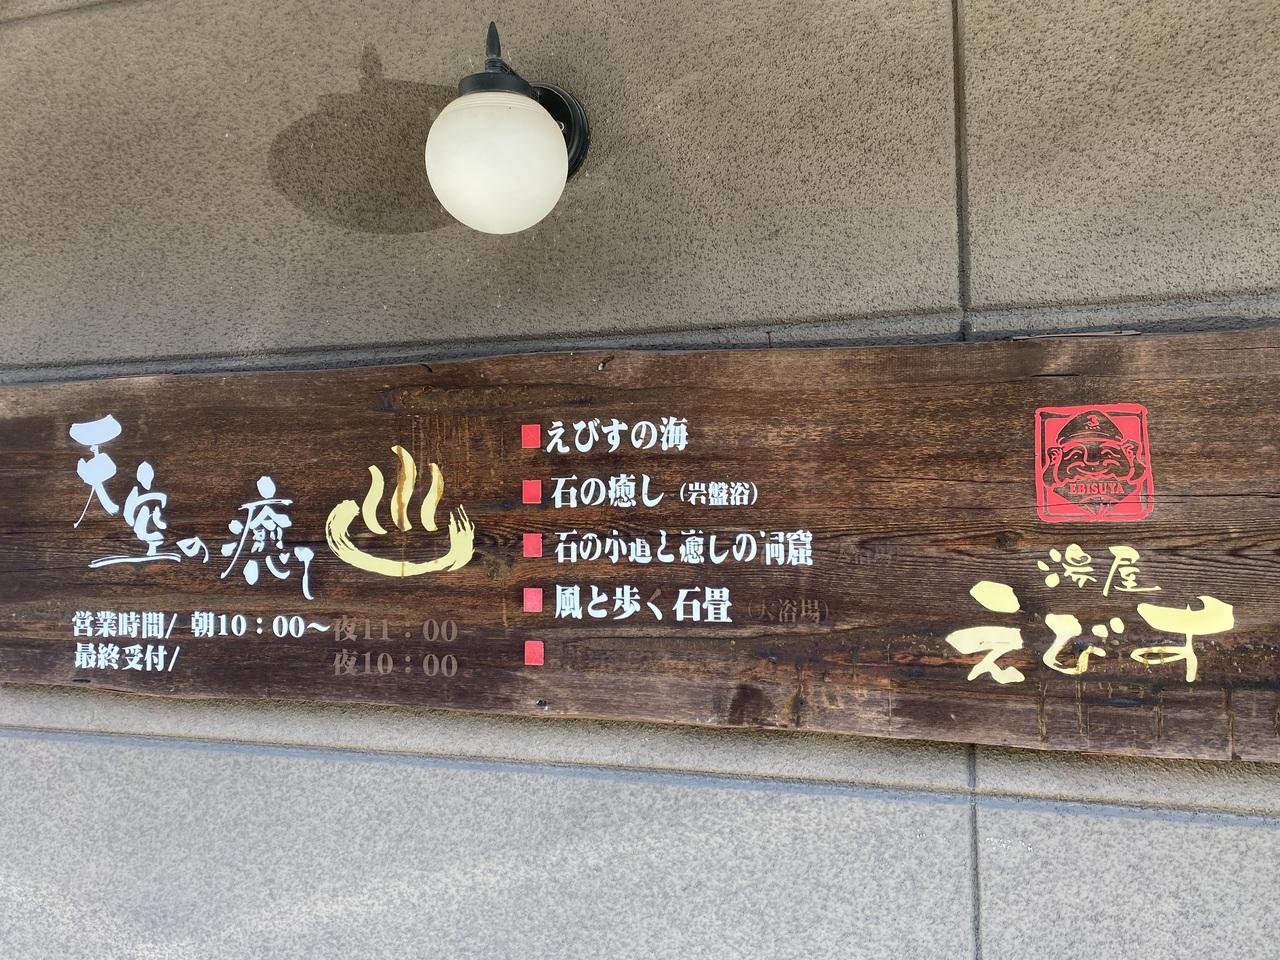 天空の癒し
営業時間/ 朝10：00～夜11：00
最終受付/ 夜10：00
■えびすの海
■石の癒し（岩盤浴）
■石の小道と癒しの洞窟
■風と歩く石畳（大浴場）
■
EBISUYA
湯屋
えびす